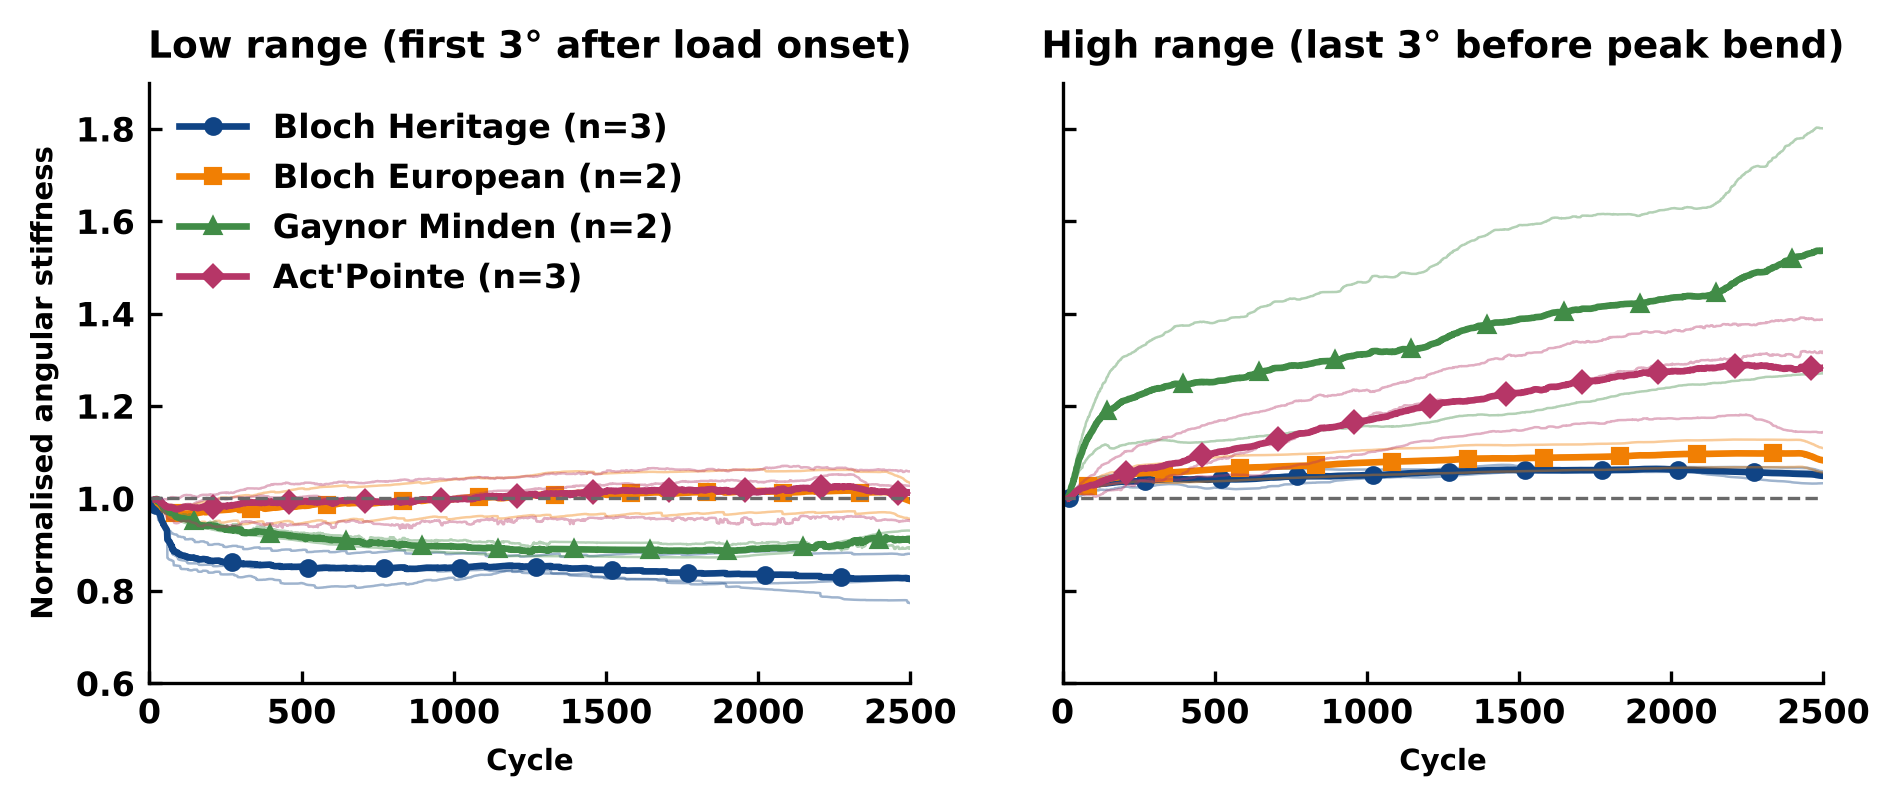 Low range (first 3° after load onset)
High range (last 3° before peak bend)
Normalised angular stiffness
1.8
1.6
1.4
1.2
1.0
0.8
0.6
Bloch Heritage (n=3)
Bloch European (n=2)
Gaynor Minden (n=2)
Act'Pointe (n=3)
0 500 1000 1500 2000 2500
0 500 1000 1500 2000 2500
Cycle
Cycle